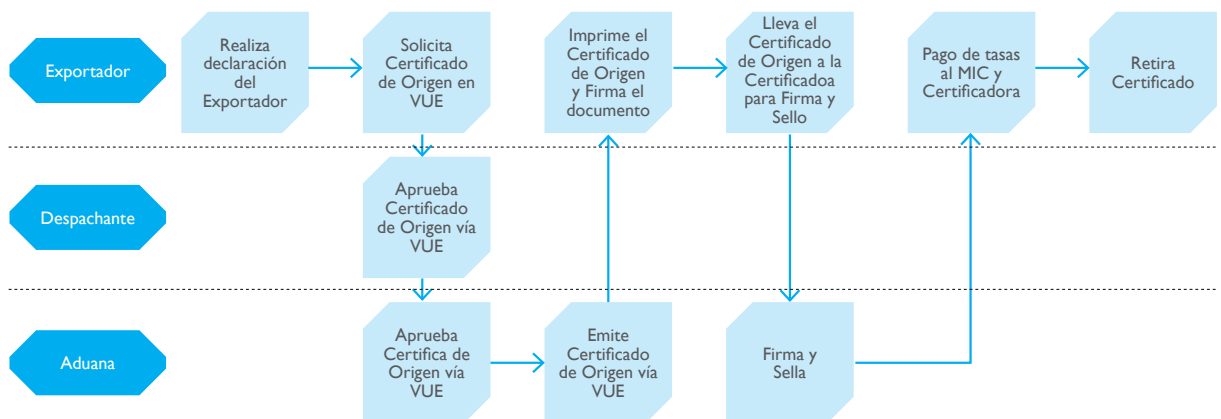 Exportador
Realiza
declaración
del
Exportador
Solicita
Certificado
de Origen en
VUE
Imprime el
Certificado
de Origen
y Firma el
documento
Lleva el
Certificado
de Origen a la
Certificadoa
para Firma y
Sello
Pago de tasas
al MIC y
Certificadora
Retira
Certificado
Despachante
Aprueba
Certificado
de Origen vía
VUE
Aduana
Aprueba
Certifica de
Origen vía
VUE
Emite
Certificado
de Origen vía
VUE
Firma y
Sella